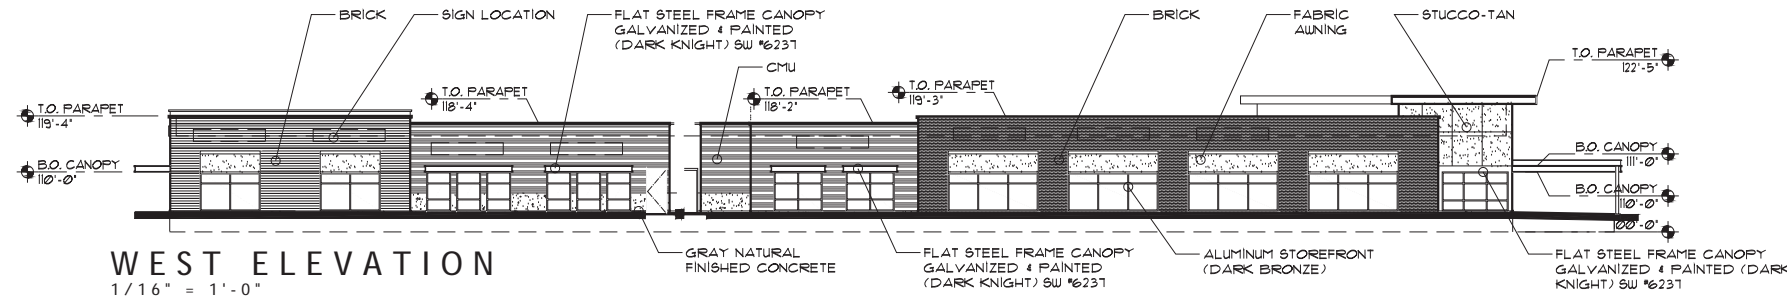 BRICK
SIGN LOCATION
FLAT STEEL FRAME CANOPY
GALVANIZED & PAINTED
(DARK KNIGHT) SW #6237
CMU
BRICK
FABRIC
AWNING
STUCCO-TAN
T.O. PARAPET
122'-5"
T.O. PARAPET
119'-4"
T.O. PARAPET
118'-4"
T.O. PARAPET
118'-2"
T.O. PARAPET
119'-3"
B.O. CANOPY
110'-0"
B.O. CANOPY
111'-0"
B.O. CANOPY
110'-0"
100'-0"
GRAY NATURAL
FINISHED CONCRETE
FLAT STEEL FRAME CANOPY
GALVANIZED & PAINTED
(DARK KNIGHT) SW #6237
ALUMINUM STOREFRONT
(DARK BRONZE)
FLAT STEEL FRAME CANOPY
GALVANIZED & PAINTED (DARK
KNIGHT) SW #6237
WEST ELEVATION
1/16" = 1'-0"